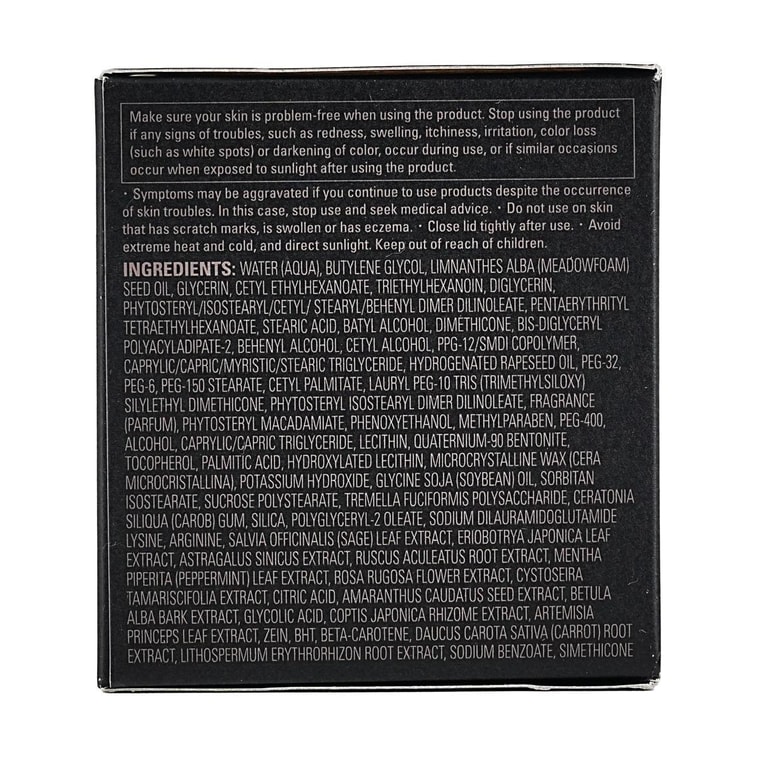 Make sure your skin is problem-free when using the product. Stop using the product
if any signs of troubles, such as redness, swelling, itchiness, irritation, color loss
(such as white spots) or darkening of color, occur during use, or if similar occasions
occur when exposed to sunlight after using the product.
· Symptoms may be aggravated if you continue to use products despite the occurrence
of skin troubles. In this case, stop use and seek medical advice. · Do not use on skin
that has scratch marks, is swollen or has eczema. · Close lid tightly after use. · Avoid
extreme heat and cold, and direct sunlight. Keep out of reach of children.
INGREDIENTS: WATER (AQUA), BUTYLENE GLYCOL, LIMNANTHES ALBA (MEADOWFOAM)
SEED OIL, GLYCERIN, CETYL ETHYLHEXANOATE, TRIETHYLHEXANOIN, DIGLYCERIN,
PHYTOSTERYL/ISOSTEARYL/CETYL/ STEARYL/BEHENYL DIMER DILINOLEATE, PENTAERYTHRITYL
TETRAETHYLHEXANOATE, STEARIC ACID, BATYL ALCOHOL, DIMETHICONE, BIS-DIGLYCERYL
POLYACYLADIPATE-2, BEHENYL ALCOHOL, CETYL ALCOHOL, PPG-12/SMDI COPOLYMER,
CAPRYLIC/CAPRIC/MYRISTIC/STEARIC TRIGLYCERIDE, HYDROGENATED RAPESEED OIL, PEG-32,
PEG-6, PEG-150 STEARATE, CETYL PALMITATE, LAURYL PEG-10 TRIS (TRIMETHYLSILOXY)
SILYLETHYL DIMETHICONE, PHYTOSTERYL ISOSTEARYL DIMER DILINOLEATE, FRAGRANCE
(PARFUM), PHYTOSTERYL MACADAMIATE, PHENOXYETHANOL, METHYLPARABEN, PEG-400,
ALCOHOL, CAPRYLIC/CAPRIC TRIGLYCERIDE, LECITHIN, QUATERNIUM-90 BENTONITE,
TOCOPHEROL, PALMITIC ACID, HYDROXYLATED LECITHIN, MICROCRYSTALLINE WAX (CERA
MICROCRISTALLINA), POTASSIUM HYDROXIDE, GLYCINE SOJA (SOYBEAN) OIL, SORBITAN
ISOSTEARATE, SUCROSE POLYSTEARATE, TREMELLA FUCIFORMIS POLYSACCHARIDE, CERATONIA
SILIQUA (CAROB) GUM, SILICA, POLYGLYCERYL-2 OLEATE, SODIUM DILAURAMIDOGLUTAMIDE
LYSINE, ARGININE, SALVIA OFFICINALIS (SAGE) LEAF EXTRACT, ERIOBOTRYA JAPONICA LEAF
EXTRACT, ASTRAGALUS SINICUS EXTRACT, RUSCUS ACULEATUS ROOT EXTRACT, MENTHA
PIPERITA (PEPPERMINT) LEAF EXTRACT, ROSA RUGOSA FLOWER EXTRACT, CYSTOSEIRA
TAMARISCIFOLIA EXTRACT, CITRIC ACID, AMARANTHUS CAUDATUS SEED EXTRACT, BETULA
ALBA BARK EXTRACT, GLYCOLIC ACID, COPTIS JAPONICA RHIZOME EXTRACT, ARTEMISIA
PRINCEPS LEAF EXTRACT, ZEIN, BHT, BETA-CAROTENE, DAUCUS CAROTA SATIVA (CARROT) ROOT
EXTRACT, LITHOSPERMUM ERYTHRORHIZON ROOT EXTRACT, SODIUM BENZOATE, SIMETHICONE